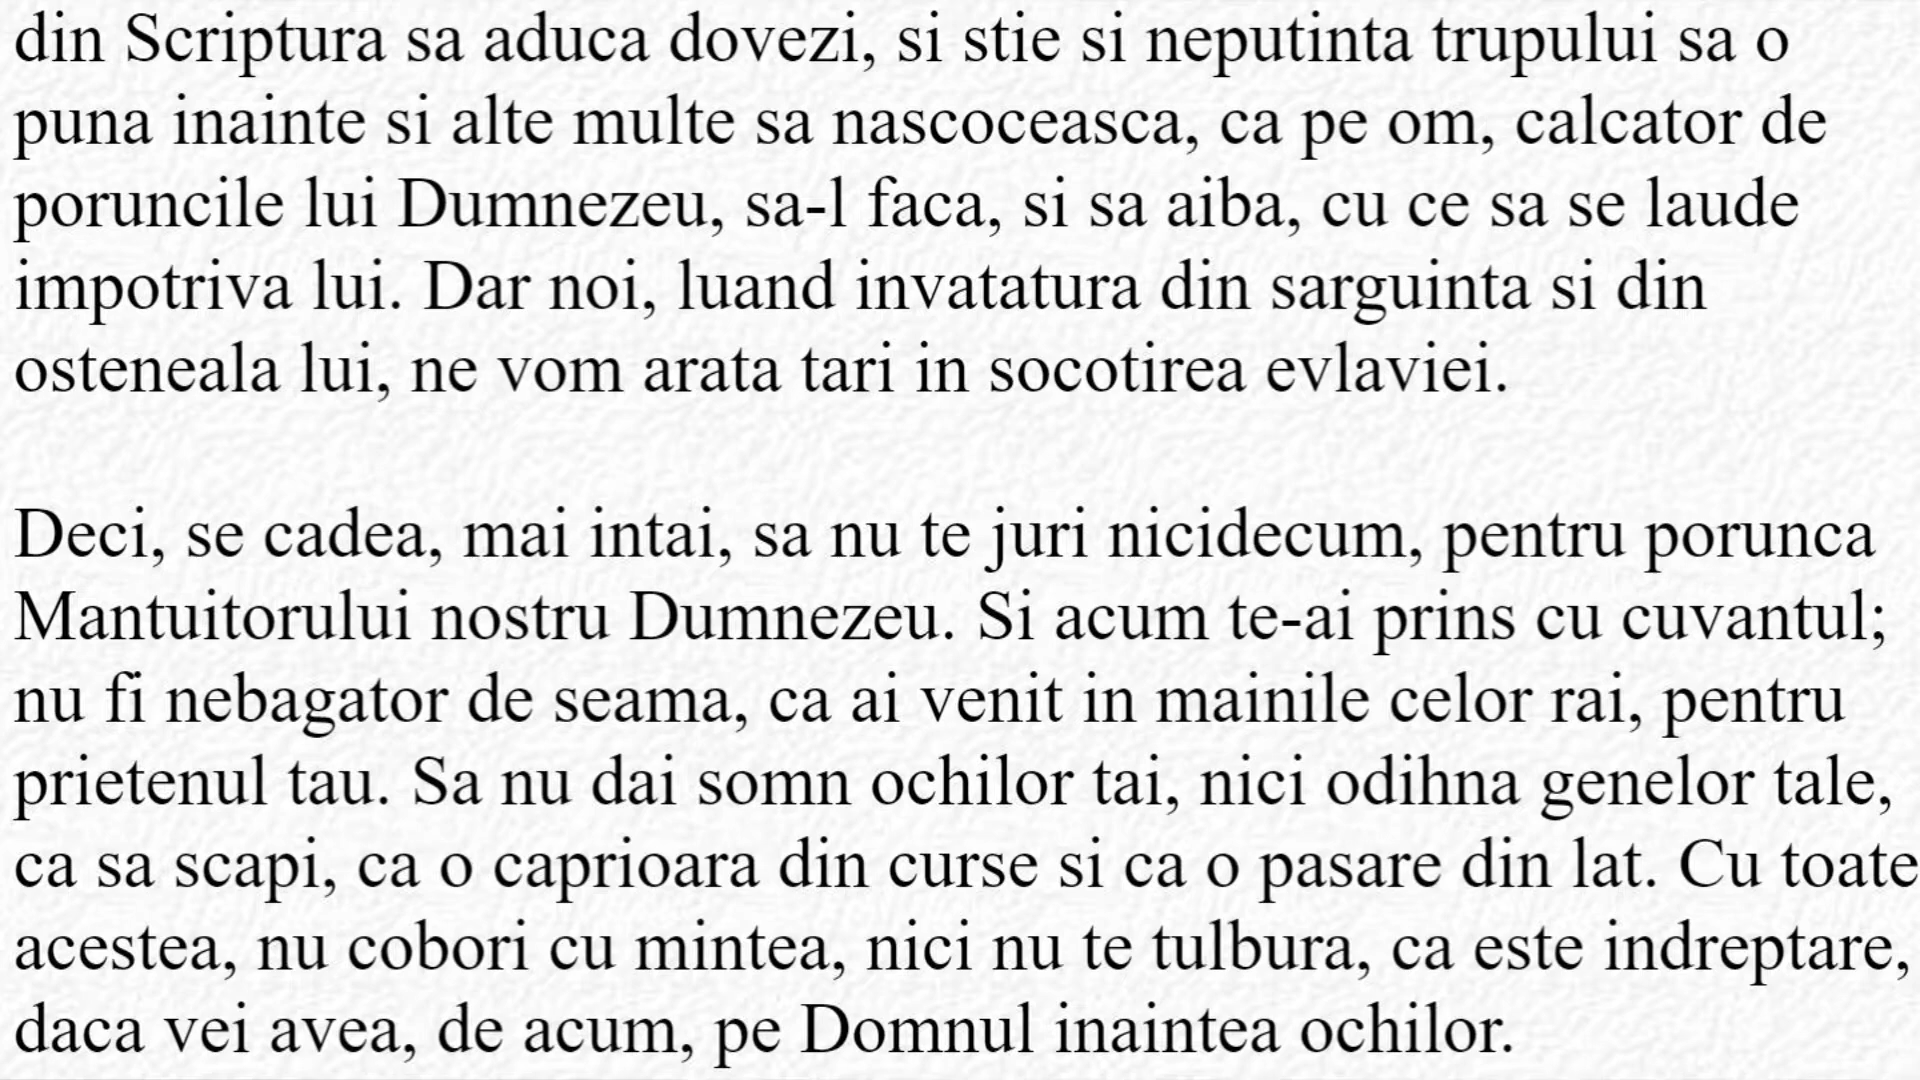 din Scriptura sa aduca dovezi, si stie si neputinta trupului sa o
puna inainte si alte multe sa nascoceasca, ca pe om, calcator de
poruncile lui Dumnezeu, sa-l faca, si sa aiba, cu ce sa se laude
impotriva lui. Dar noi, luand invatatura din sarguinta si din
osteneala lui, ne vom arata tari in socotirea evlaviei.
Deci, se cadea, mai intai, sa nu te juri nicidecum, pentru porunca
Mantuitorului nostru Dumnezeu. Si acum te-ai prins cu cuvantul;
nu fi nebagator de seama, ca ai venit in mainile celor rai, pentru
prietenul tau. Sa nu dai somn ochilor tai, nici odihna genelor tale,
ca sa scapi, ca o caprioara din curse si ca o pasare din lat. Cu toate
acestea, nu cobori cu mintea, nici nu te tulbura, ca este indreptare,
daca vei avea, de acum, pe Domnul inaintea ochilor.